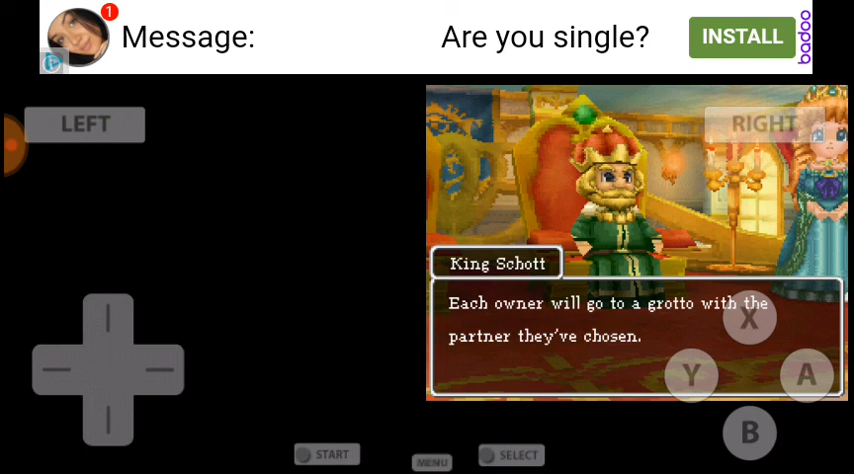 1
Message:
Are you single?
INSTALL
badoo
LEFT
RIGHT
King Schott
Each owner will go to a grotto with the
partner they've chosen.
X
Y
A
B
START
MENU
SELECT